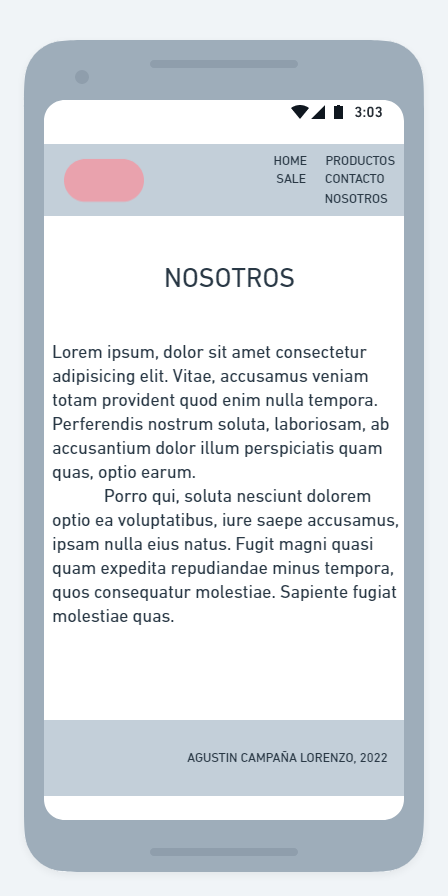 3:03
HOME PRODUCTOS
SALE CONTACTO
NOSOTROS
NOSOTROS
Lorem ipsum, dolor sit amet consectetur
adipisicing elit. Vitae, accusamus veniam
totam provident quod enim nulla tempora.
Perferendis nostrum soluta, laboriosam, ab
accusantium dolor illum perspiciatis quam
quas, optio earum.
Porro qui, soluta nesciunt dolorem
optio ea voluptatibus, iure saepe accusamus,
ipsam nulla eius natus. Fugit magni quasi
quam expedita repudiandae minus tempora,
quos consequatur molestiae. Sapiente fugiat
molestiae quas.
AGUSTIN CAMPAÑA LORENZO, 2022